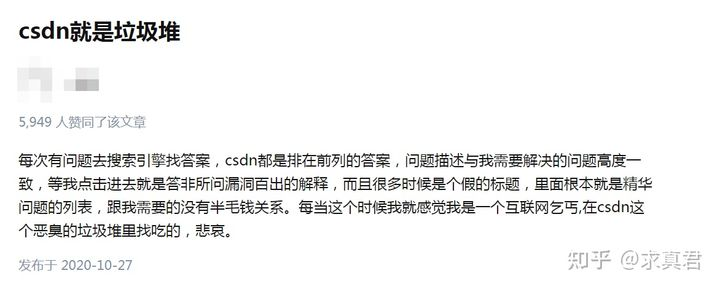 csdn就是垃圾堆
5,949 人赞同了该文章
每次有问题去搜索引擎找答案，csdn都是排在前列的答案，问题描述与我需要解决的问题高度一
致，等我点击进去就是答非所问漏洞百出的解释，而且很多时候是个假的标题，里面根本就是精华
问题的列表，跟我需要的没有半毛钱关系。每当这个时候我就感觉我是一个互联网乞丐,在csdn这
个恶臭的垃圾堆里找吃的，悲哀。
发布于 2020-10-27
知乎 @求真君